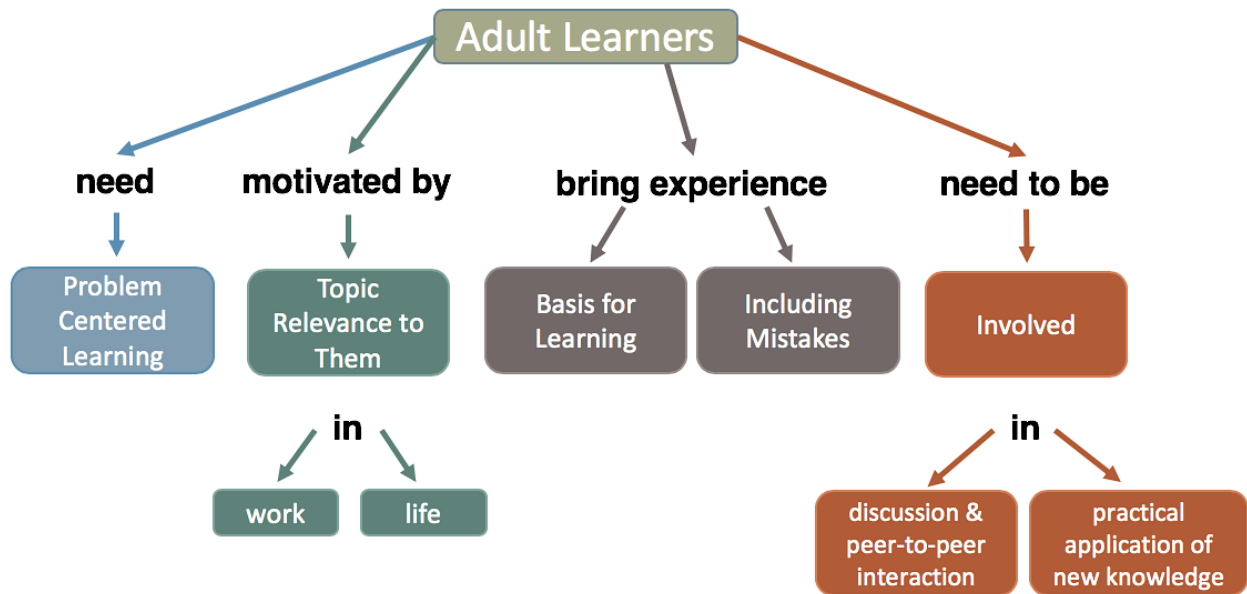 Adult Learners
need
motivated by
bring experience
need to be
Problem
Centered
Learning
Topic
Relevance to
Them
Basis for
Learning
Including
Mistakes
Involved
in
work
life
in
discussion &
peer-to-peer
interaction
practical
application of
new knowledge